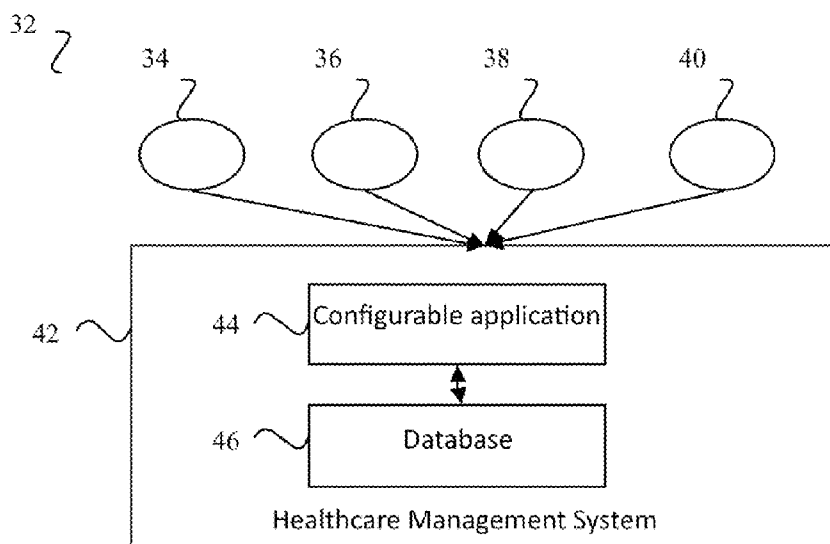 32
34
36
38
40
42
44
Configurable application
46
Database
Healthcare Management System